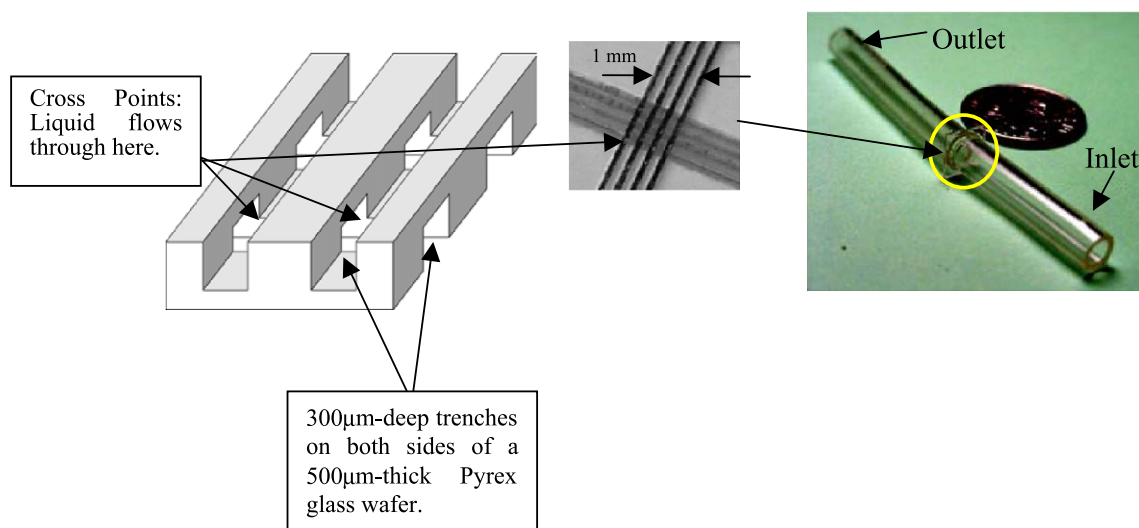 Cross Points:
Liquid flows
through here.
1 mm
Outlet
Inlet
300µm-deep trenches
on both sides of a
500µm-thick Pyrex
glass wafer.